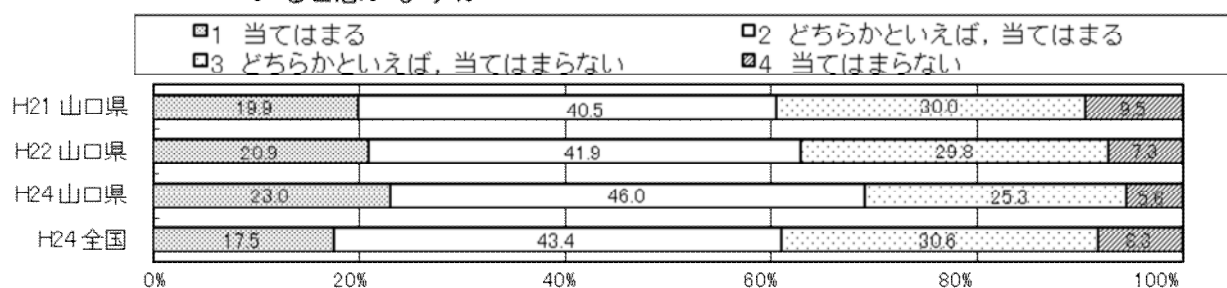 1 当てはまる
2 どちらかといえば，当てはまる
3 どちらかといえば，当てはまらない
4 当てはまらない
H21 山口県 19.9 40.5 30.0 9.5
H22 山口県 20.9 41.9 29.8 7.3
H24 山口県 23.0 46.0 25.3 5.6
H24 全国 17.5 43.4 30.6 8.3
0% 20% 40% 60% 80% 100%